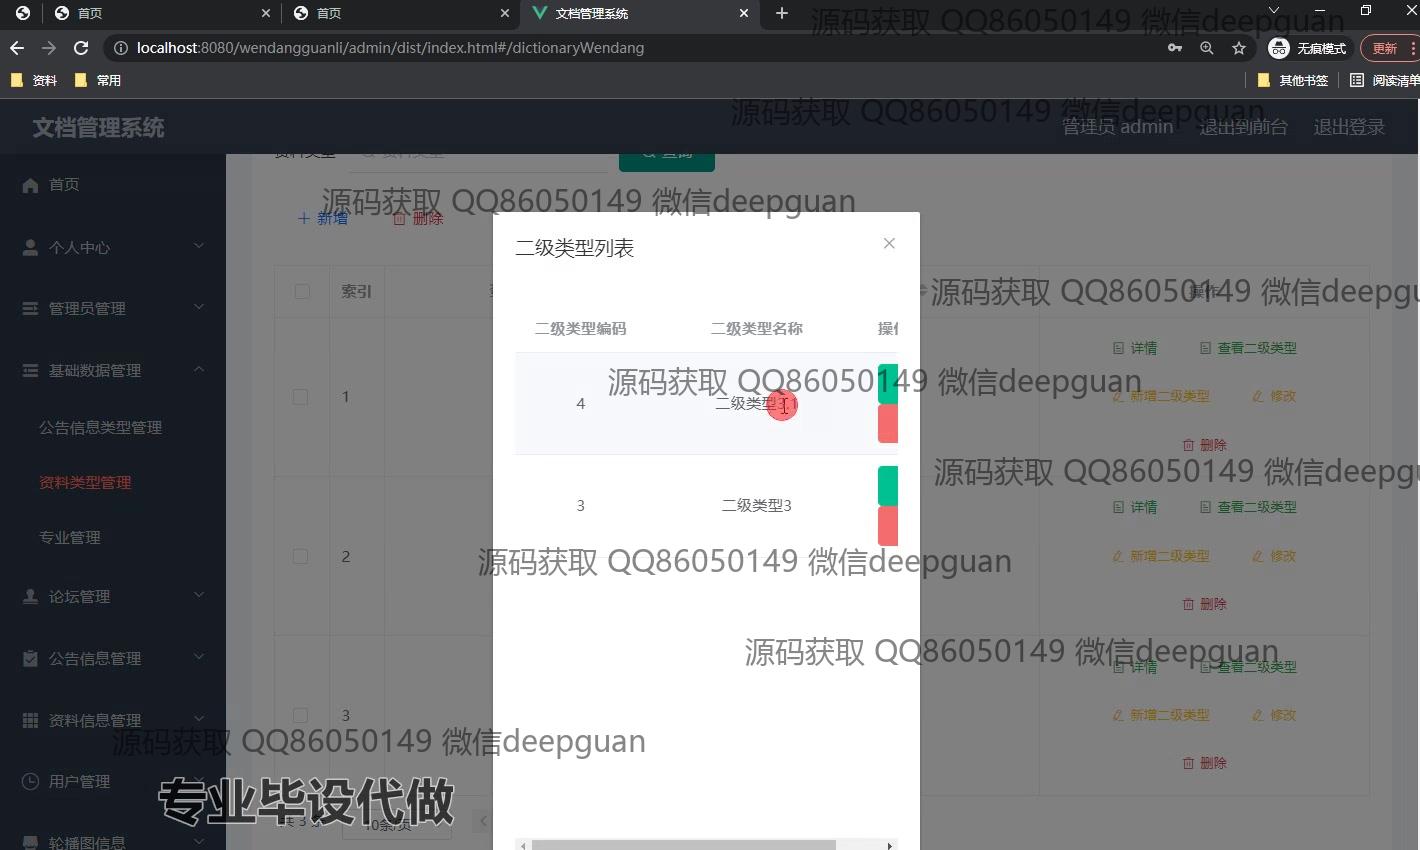 首页
首页
文档管理系统
localhost:8080/wendangguanli/admin/dist/index.html#/dictionaryWendang
无痕模式
更新
资料
常用
其他书签
阅读清单
文档管理系统
管理员 admin
退出到前台
退出登录
首页
个人中心
管理员管理
基础数据管理
公告信息类型管理
资料类型管理
专业管理
论坛管理
公告信息管理
资料信息管理
用户管理
轮播图信息
资料类型
资料类型
查询
新增
删除
索引
操作
1
详情
查看二级类型
新增二级类型
修改
删除
2
详情
查看二级类型
新增二级类型
修改
删除
3
详情
查看二级类型
新增二级类型
修改
删除
共 3 条
10条/页
二级类型列表
二级类型编码
二级类型名称
4
二级类型3.1
3
二级类型3
源码获取 QQ86050149 微信deepguan
源码获取 QQ86050149 微信deepguan
源码获取 QQ86050149 微信deepguan
源码获取 QQ86050149 微信deepgu
源码获取 QQ86050149 微信deepguan
源码获取 QQ86050149 微信deepgu
源码获取 QQ86050149 微信deepguan
源码获取 QQ86050149 微信deepguan
源码获取 QQ86050149 微信deepguan
专业毕设代做